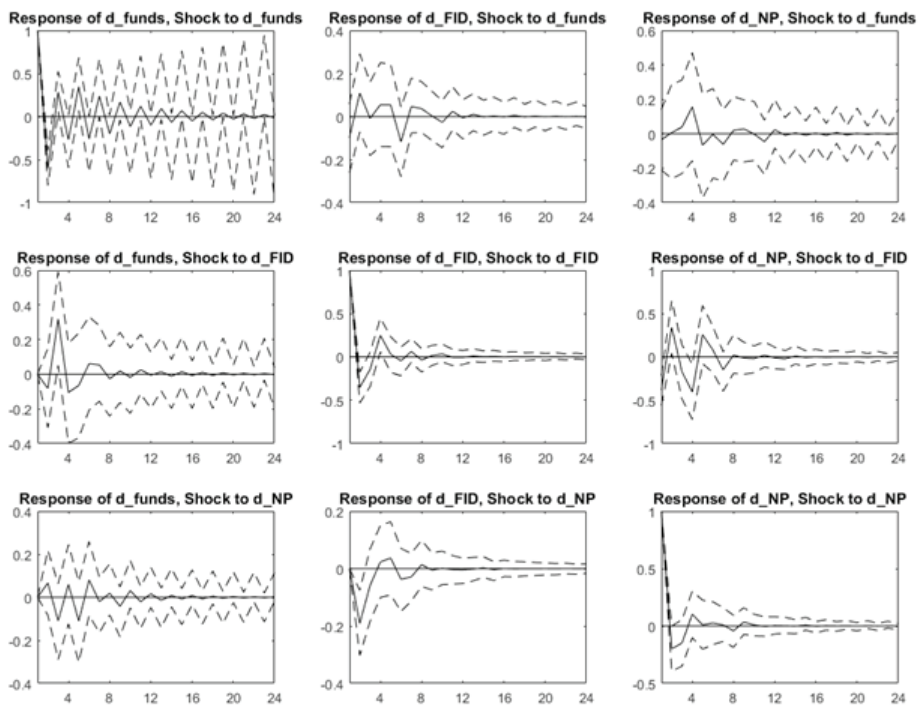 Response of d_funds, Shock to d_funds
1
0.5
0
-0.5
-1
4 8 12 16 20 24
Response of d_FID, Shock to d_funds
0.4
0.2
0
-0.2
-0.4
4 8 12 16 20 24
Response of d_NP, Shock to d_funds
0.6
0.4
0.2
0
-0.2
-0.4
4 8 12 16 20 24
Response of d_funds, Shock to d_FID
0.6
0.4
0.2
0
-0.2
-0.4
4 8 12 16 20 24
Response of d_FID, Shock to d_FID
1
0.5
0
-0.5
-1
4 8 12 16 20 24
Response of d_NP, Shock to d_FID
1
0.5
0
-0.5
-1
4 8 12 16 20 24
Response of d_funds, Shock to d_NP
0.4
0.2
0
-0.2
-0.4
4 8 12 16 20 24
Response of d_FID, Shock to d_NP
0.2
0
-0.2
-0.4
4 8 12 16 20 24
Response of d_NP, Shock to d_NP
1
0.5
0
-0.5
4 8 12 16 20 24